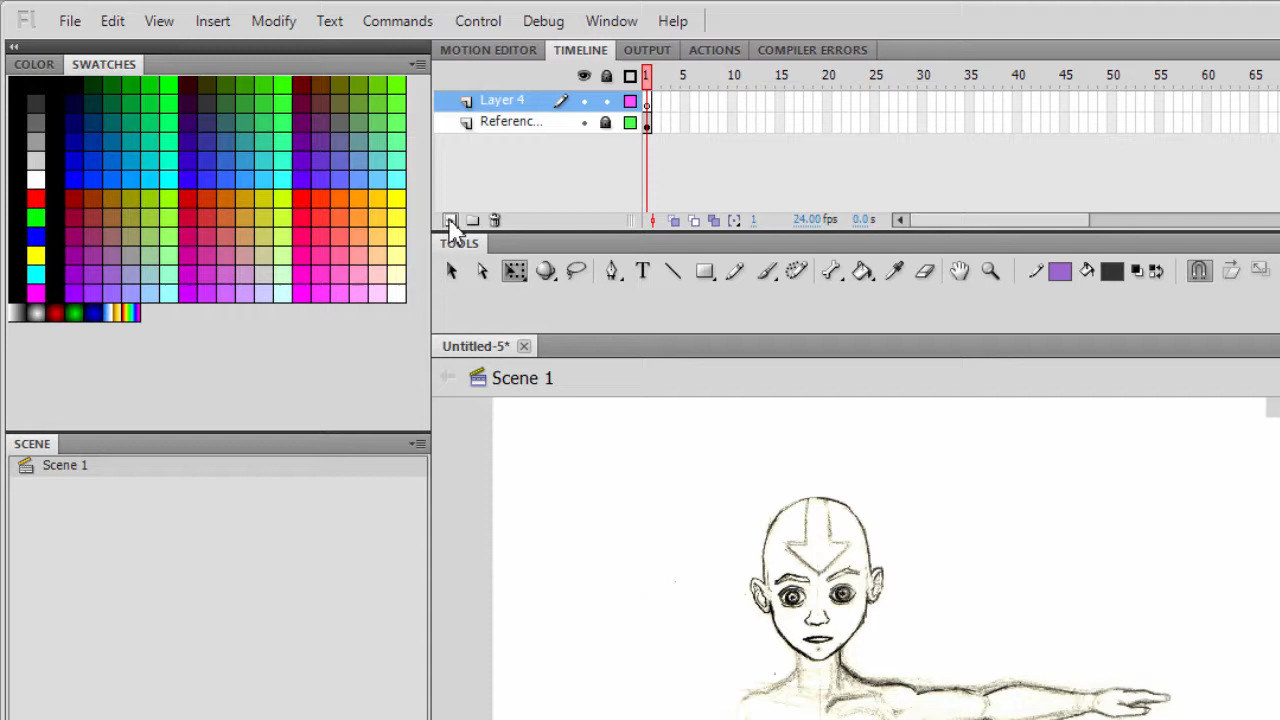 Fl File Edit View Insert Modify Text Commands Control Debug Window Help
COLOR SWATCHES
MOTION EDITOR TIMELINE OUTPUT ACTIONS COMPILER ERRORS
1 5 10 15 20 25 30 35 40 45 50 55 60 65
Layer 4
Referenc...
1 24.00 fps 0.0 s
TOOLS
T
Untitled-5*
Scene 1
SCENE
Scene 1